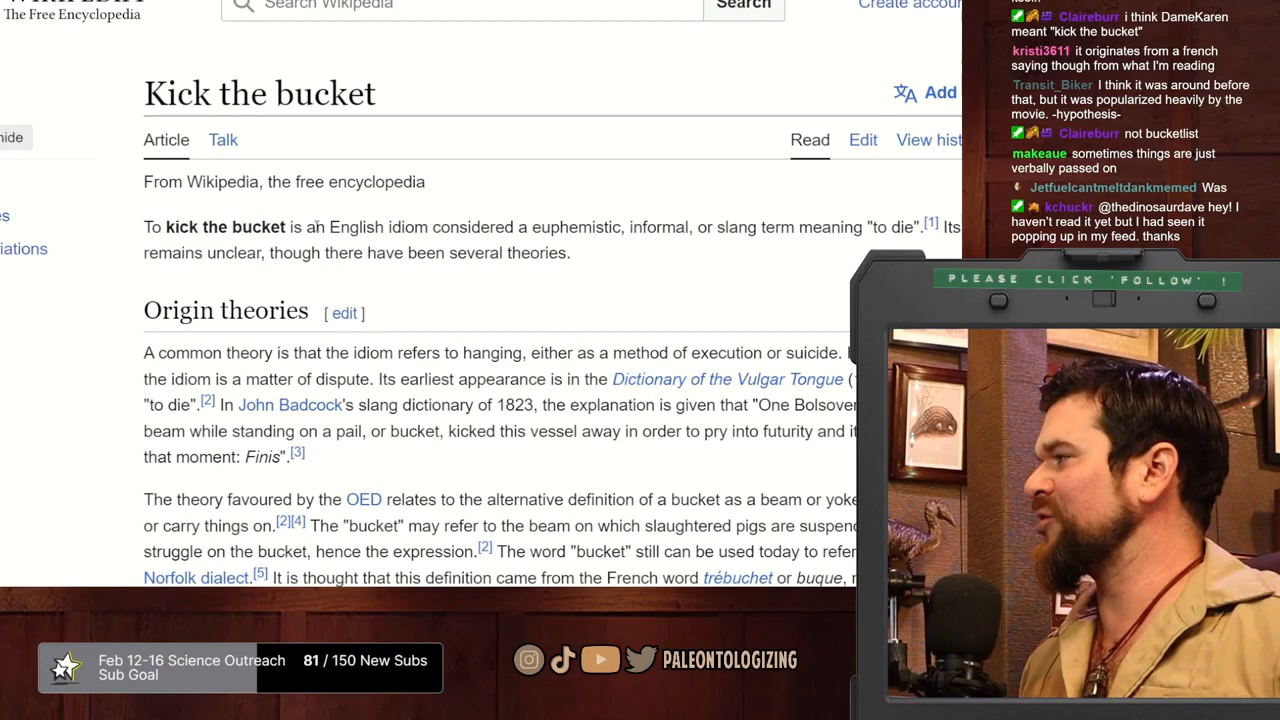 The Free Encyclopedia
Search Wikipedia
Search
Create accou
Kick the bucket
Add
hide
Article Talk
Read Edit View hist
From Wikipedia, the free encyclopedia
To kick the bucket is an English idiom considered a euphemistic, informal, or slang term meaning "to die".[1] Its
remains unclear, though there have been several theories.
Origin theories [ edit ]
A common theory is that the idiom refers to hanging, either as a method of execution or suicide.
the idiom is a matter of dispute. Its earliest appearance is in the Dictionary of the Vulgar Tongue (
"to die".[2] In John Badcock's slang dictionary of 1823, the explanation is given that "One Bolsover
beam while standing on a pail, or bucket, kicked this vessel away in order to pry into futurity and it
that moment: Finis".[3]
The theory favoured by the OED relates to the alternative definition of a bucket as a beam or yoke
or carry things on.[2][4] The "bucket" may refer to the beam on which slaughtered pigs are suspen
struggle on the bucket, hence the expression.[2] The word "bucket" still can be used today to refer
Norfolk dialect.[5] It is thought that this definition came from the French word trébuchet or buque,
Claireburr i think DameKaren
meant "kick the bucket"
kristi3611 it originates from a french
saying though from what I'm reading
Transit_Biker I think it was around before
that, but it was popularized heavily by the
movie. -hypothesis-
Claireburr not bucketlist
makeaue sometimes things are just
verbally passed on
Jetfuelcantmeltdankmemed Was
kchuckr @thedinosaurdave hey! I
haven't read it yet but I had seen it
popping up in my feed. thanks
PLEASE CLICK 'FOLLOW' !
Feb 12-16 Science Outreach
Sub Goal
81 / 150 New Subs
PALEONTOLOGIZING